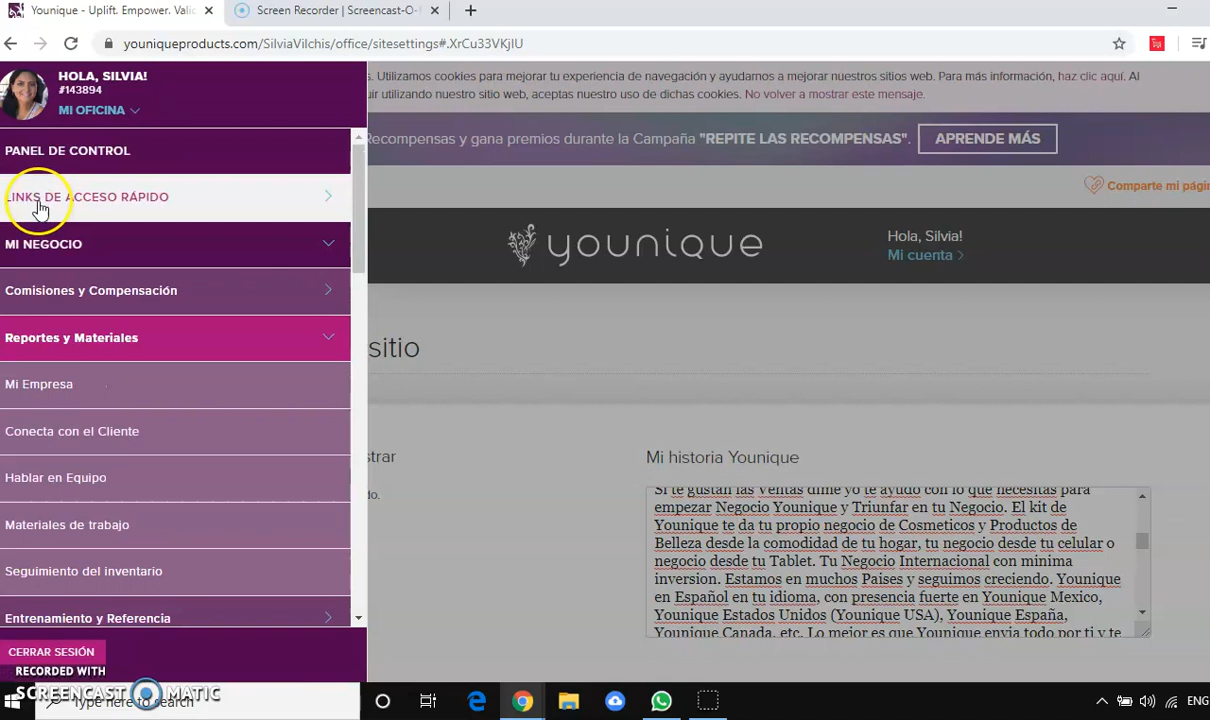 Younique - Uplift. Empower. Valid
Screen Recorder | Screencast-O-
youniqueproducts.com/SilviaVilchis/office/sitesettings#.XrCu33VKjIU
HOLA, SILVIA!
#143894
MI OFICINA
s. Utilizamos cookies para mejorar tu experiencia de navegación y ayudarnos a mejorar nuestros sitios web. Para más información, haz clic aquí. Al
uir utilizando nuestro sitio web, aceptas nuestro uso de dichas cookies. No volver a mostrar este mensaje.
Recompensas y gana premios durante la Campaña "REPITE LAS RECOMPENSAS".
APRENDE MÁS
PANEL DE CONTROL
LINKS DE ACCESO RÁPIDO
MI NEGOCIO
Comisiones y Compensación
Reportes y Materiales
Mi Empresa
Conecta con el Cliente
Hablar en Equipo
Materiales de trabajo
Seguimiento del inventario
Entrenamiento y Referencia
CERRAR SESIÓN
Comparte mi págin
younique
Hola, Silvia!
Mi cuenta
sitio
strar
do.
Mi historia Younique
Si te gustan las Ventas dime yo te ayudo con lo que necesitas para
empezar Negocio Younique y Triunfar en tu Negocio. El kit de
Younique te da tu propio negocio de Cosmeticos y Productos de
Belleza desde la comodidad de tu hogar, tu negocio desde tu celular o
negocio desde tu Tablet. Tu Negocio Internacional con minima
inversion. Estamos en muchos Países y seguimos creciendo. Younique
en Español en tu idioma, con presencia fuerte en Younique Mexico,
Younique Estados Unidos (Younique USA), Younique España,
Younique Canada, etc. Lo mejor es que Younique envia todo por ti y te
RECORDED WITH
SCREENCAST MATIC
Type here to search
ENG